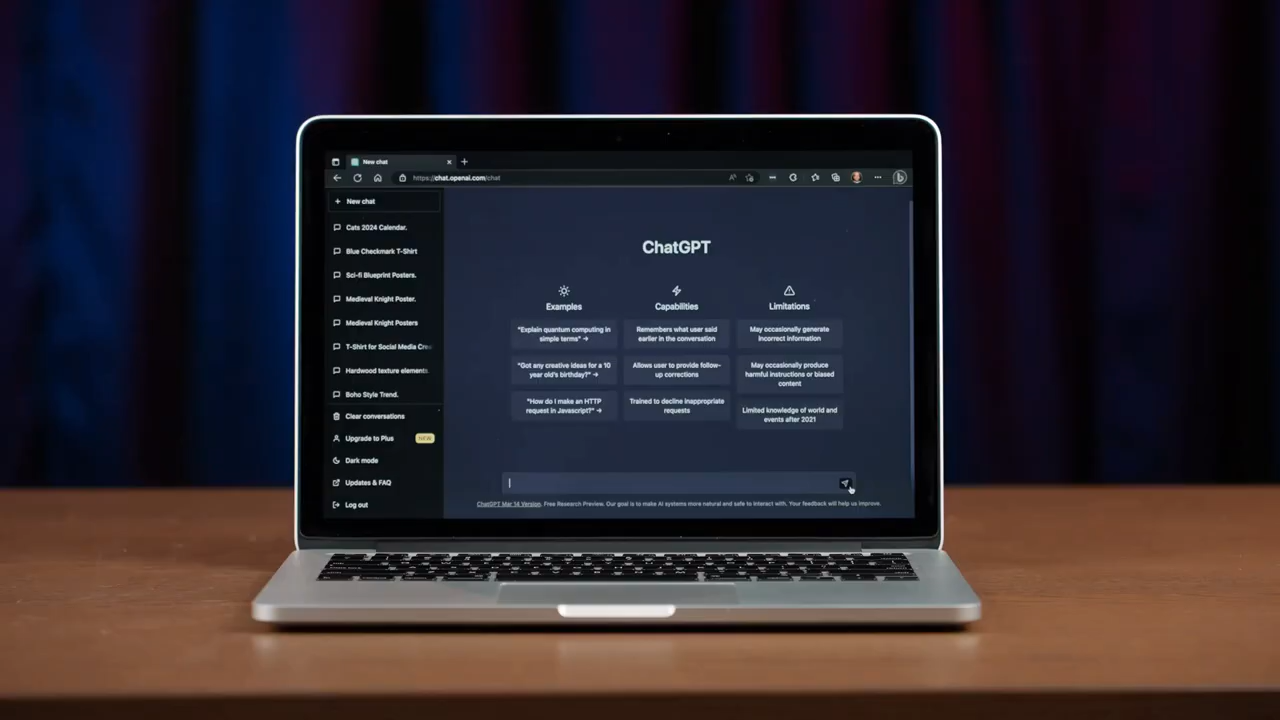 New chat
https://chat.openai.com/chat
New chat
Cats 2024 Calendar.
Blue Checkmark T-Shirt
Sci-fi Blueprint Posters.
Medieval Knight Poster.
Medieval Knight Posters
T-Shirt for Social Media Cre
Hardwood texture elements.
Boho Style Trend.
Clear conversations
Upgrade to Plus
NEW
Dark mode
Updates & FAQ
Log out
ChatGPT
Examples
"Explain quantum computing in
simple terms" →
"Got any creative ideas for a 10
year old's birthday?" →
"How do I make an HTTP
request in Javascript?" →
Capabilities
Remembers what user said
earlier in the conversation
Allows user to provide follow-
up corrections
Trained to decline inappropriate
requests
Limitations
May occasionally generate
incorrect information
May occasionally produce
harmful instructions or biased
content
Limited knowledge of world and
events after 2021
ChatGPT Mar 14 Version. Free Research Preview. Our goal is to make AI systems more natural and safe to interact with. Your feedback will help us improve.